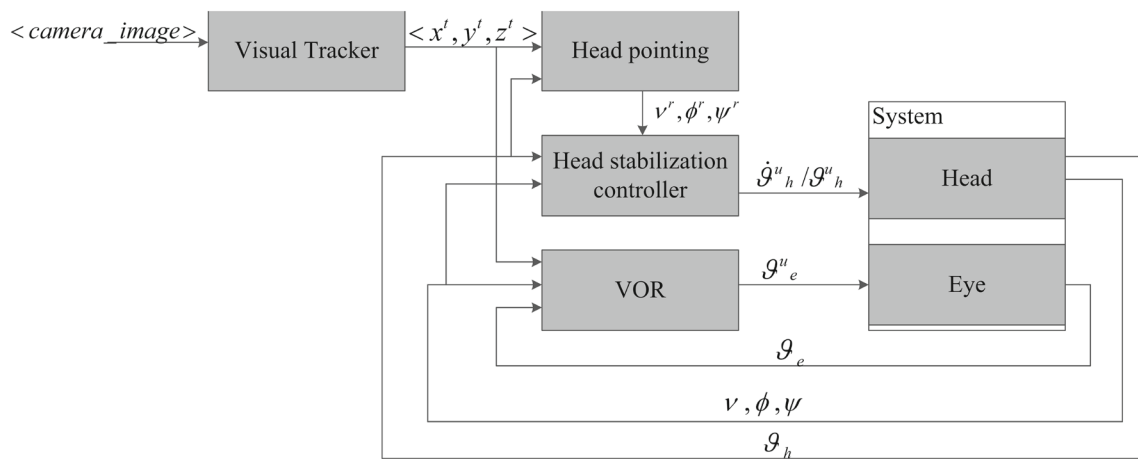 < camera_image>
Visual Tracker
< x^t, y^t, z^t >
Head pointing
ν^r, ϕ^r, ψ^r
System
Head stabilization
controller
ϑ̇^u_h / ϑ^u_h
Head
VOR
ϑ^u_e
Eye
ϑ_e
ν, ϕ, ψ
ϑ_h